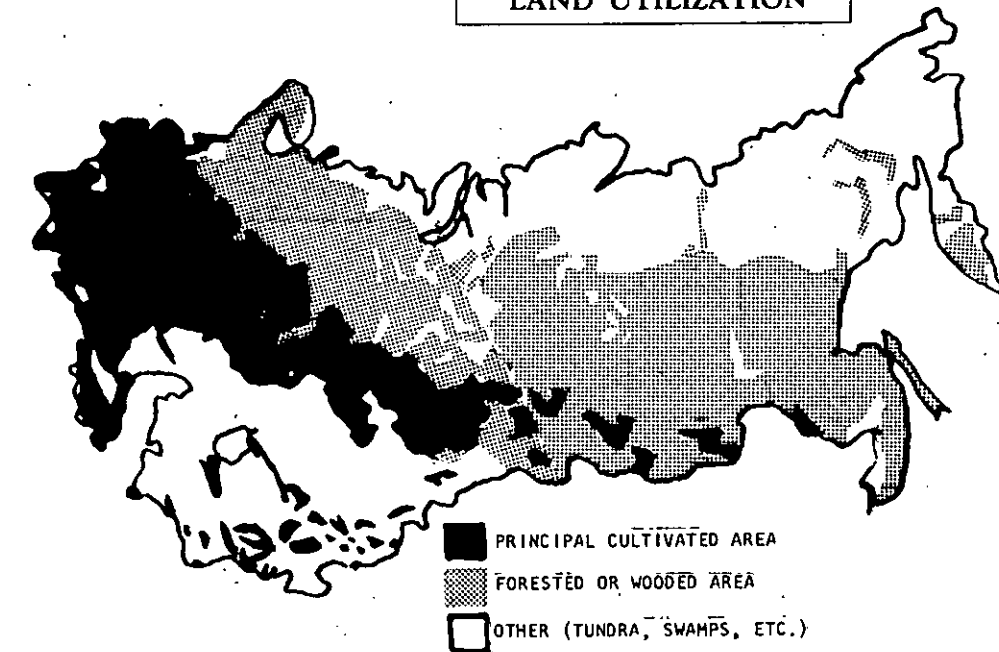 LAND UTILIZATION
PRINCIPAL CULTIVATED AREA
FORESTED OR WOODED AREA
OTHER (TUNDRA, SWAMPS, ETC.)